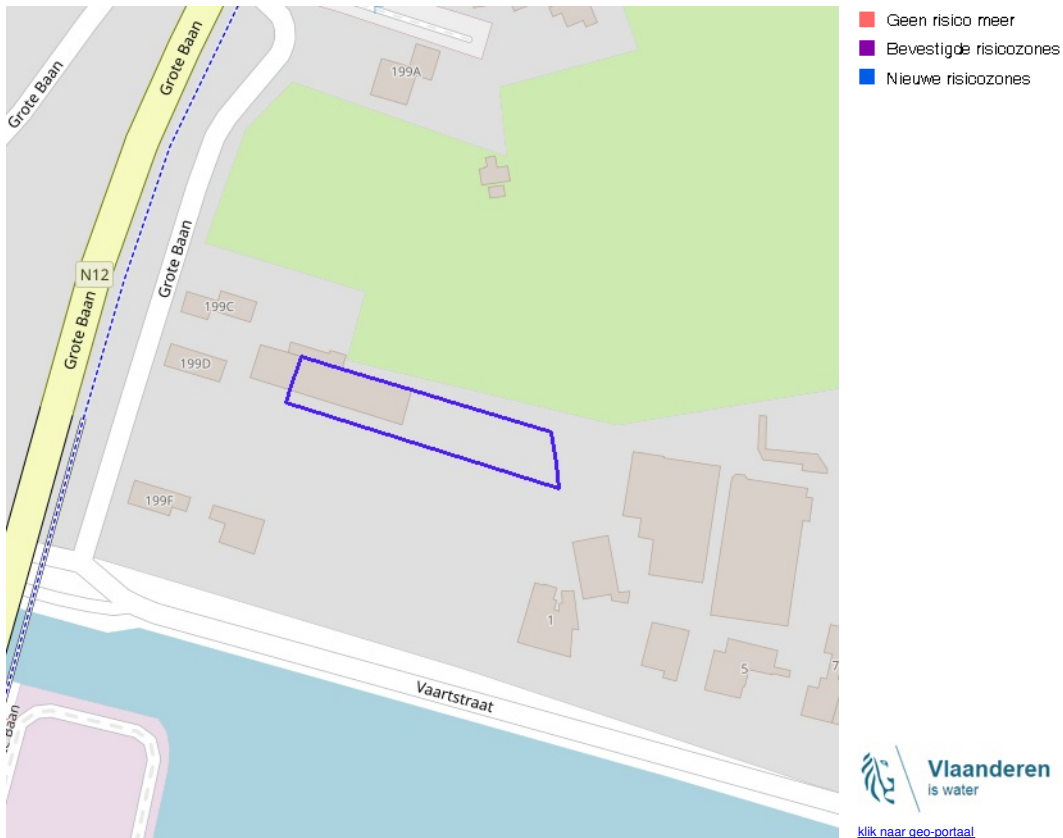 Grote Baan
Grote Baan
199A
Geen risico meer
Bevestigde risicozones
Nieuwe risicozones
Grote Baan
N12
Grote Baan
199C
199D
199F
1
5
7
Vaartstraat
Vlaanderen
is water
klik naar geo-portaal